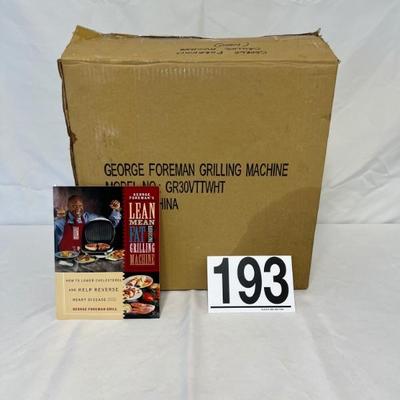 GEORGE FOREMAN GRILLING MACHINE
MODEL NO.: GR30VTTWHT
CHINA
GEORGE
FOREMAN'S
LEAN
MEAN
FAT
GRILLING
MACHINE
HOW TO LOWER CHOLESTEROL
AND HELP REVERSE
HEART DISEASE
GEORGE FOREMAN GRILL
193